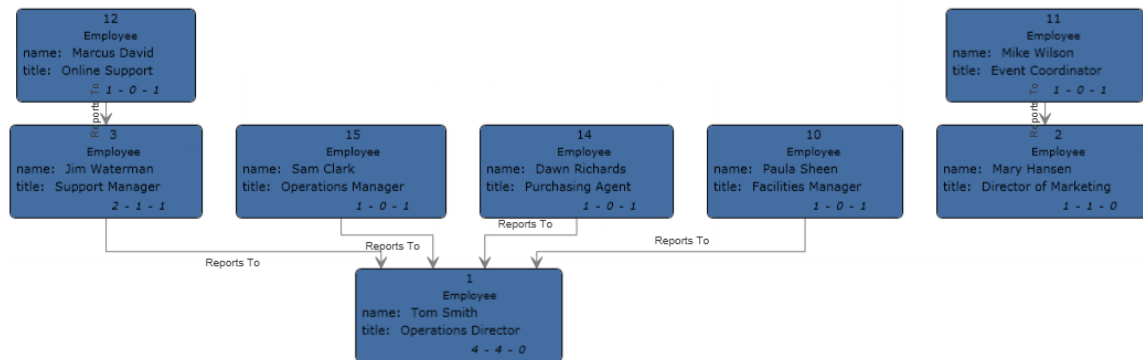 12
Employee
name: Marcus David
title: Online Support
1 - 0 - 1
11
Employee
name: Mike Wilson
title: Event Coordinator
1 - 0 - 1
Reports To
Reports To
3
Employee
name: Jim Waterman
title: Support Manager
2 - 1 - 1
15
Employee
name: Sam Clark
title: Operations Manager
1 - 0 - 1
14
Employee
name: Dawn Richards
title: Purchasing Agent
1 - 0 - 1
10
Employee
name: Paula Sheen
title: Facilities Manager
1 - 0 - 1
2
Employee
name: Mary Hansen
title: Director of Marketing
1 - 1 - 0
Reports To
Reports To
Reports To
Reports To
1
Employee
name: Tom Smith
title: Operations Director
4 - 4 - 0